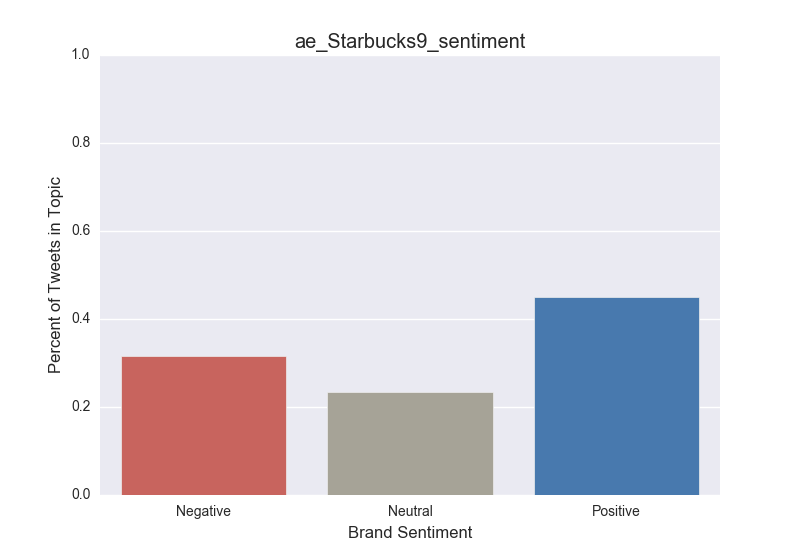 ae_Starbucks9_sentiment
Percent of Tweets in Topic
1.0
0.8
0.6
0.4
0.2
0.0
Negative Neutral Positive
Brand Sentiment